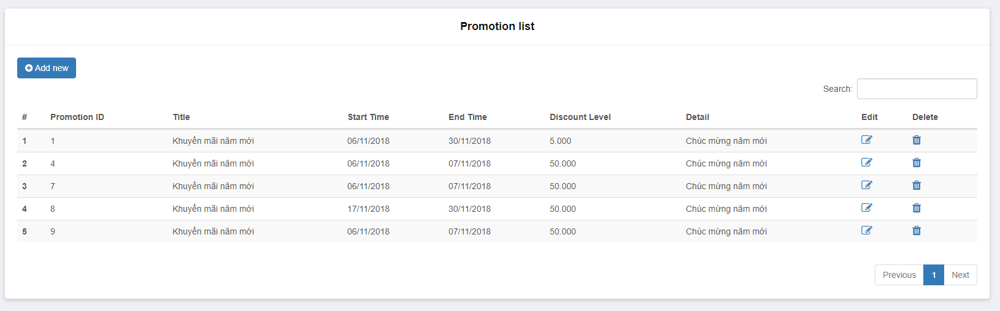 Promotion list
Add new
Search:
# Promotion ID Title Start Time End Time Discount Level Detail Edit Delete
1 1 Khuyến mãi năm mới 06/11/2018 30/11/2018 5.000 Chúc mừng năm mới
2 4 Khuyến mãi năm mới 06/11/2018 07/11/2018 50.000 Chúc mừng năm mới
3 7 Khuyến mãi năm mới 06/11/2018 07/11/2018 50.000 Chúc mừng năm mới
4 8 Khuyến mãi năm mới 17/11/2018 30/11/2018 50.000 Chúc mừng năm mới
5 9 Khuyến mãi năm mới 06/11/2018 07/11/2018 50.000 Chúc mừng năm mới
Previous 1 Next